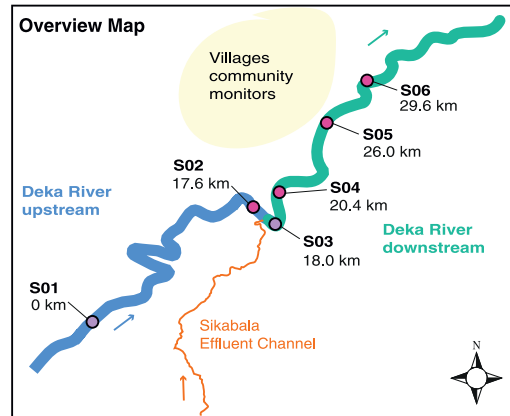 Overview Map
Villages
community
monitors
S06
29.6 km
S05
26.0 km
S02
17.6 km
S04
20.4 km
Deka River
upstream
S03
18.0 km
Deka River
downstream
S01
0 km
Sikabala
Effluent Channel
N